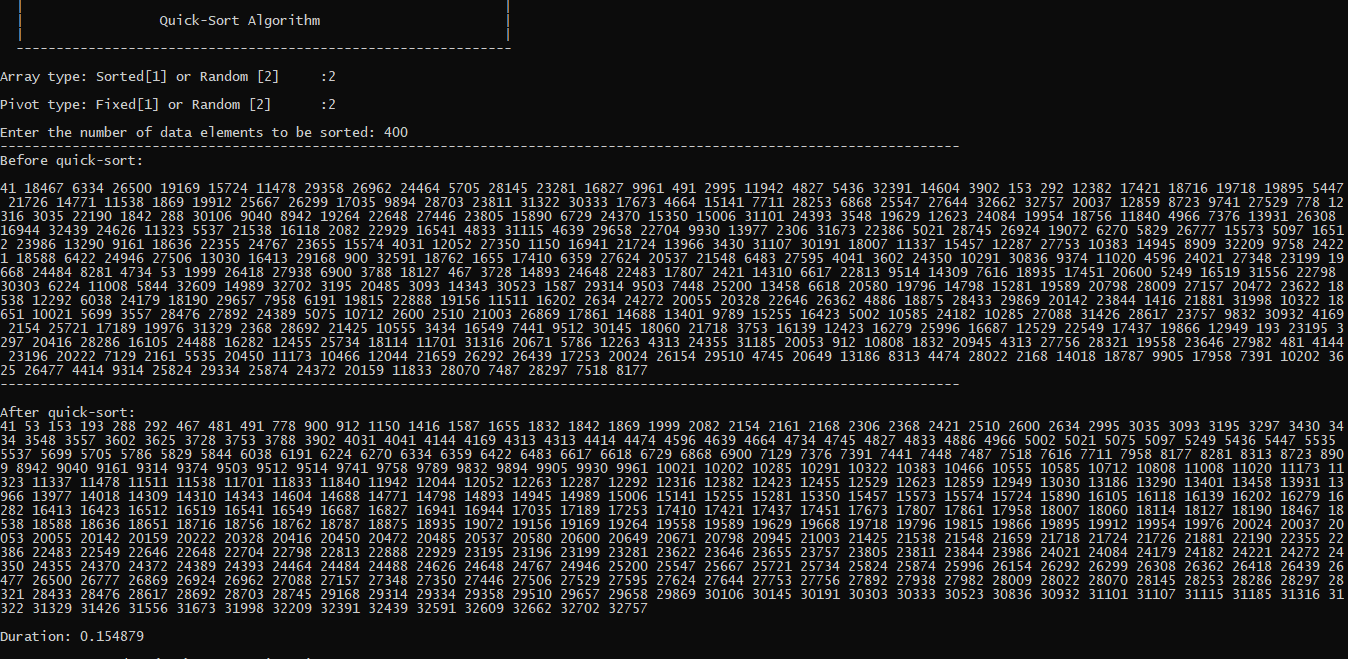 Quick-Sort Algorithm
------------------------------------------------------------
Array type: Sorted[1] or Random [2]     :2
Pivot type: Fixed[1] or Random [2]      :2
Enter the number of data elements to be sorted: 400
------------------------------------------------------------------------------------------------------------------------
Before quick-sort:
41 18467 6334 26500 19169 15724 11478 29358 26962 24464 5705 28145 23281 16827 9961 491 2995 11942 4827 5436 32391 14604 3902 153 292 12382 17421 18716 19718 19895 5447
 21726 14771 11538 1869 19912 25667 26299 17035 9894 28703 23811 31322 30333 17673 4664 15141 7711 28253 6868 25547 27644 32662 32757 20037 12859 8723 9741 27529 778 12
316 3035 22190 1842 288 30106 9040 8942 19264 22648 27446 23805 15890 6729 24370 15350 15006 31101 24393 3548 19629 12623 24084 19954 18756 11840 4966 7376 13931 26308
16944 32439 24626 11323 5537 21538 16118 2082 22929 16541 4833 31115 4639 29658 22704 9930 13977 2306 31673 22386 5021 28745 26924 19072 6270 5829 26777 15573 5097 1651
2 23986 13290 9161 18636 22355 24767 23655 15574 4031 12052 27350 1150 16941 21724 13966 3430 31107 30191 18007 11337 15457 12287 27753 10383 14945 8909 32209 9758 2422
1 18588 6422 24946 27506 13030 16413 29168 900 32591 18762 1655 17410 6359 27624 20537 21548 6483 27595 4041 3602 24350 10291 30836 9374 11020 4596 24021 27348 23199 19
668 24484 8281 4734 53 1999 26418 27938 6900 3788 18127 467 3728 14893 24648 22483 17807 2421 14310 6617 22813 9514 14309 7616 18935 17451 20600 5249 16519 31556 22798
30303 6224 11008 5844 32609 14989 32702 3195 20485 3093 14343 30523 1587 29314 9503 7448 25200 13458 6618 20580 19796 14798 15281 19589 20798 28009 27157 20472 23622 18
538 12292 6038 24179 18190 29657 7958 6191 19815 22888 19156 11511 16202 2634 24272 20055 20328 22646 26362 4886 18875 28433 29869 20142 23844 1416 21881 31998 10322 18
651 10021 5699 3557 28476 27892 24389 5075 10712 2600 2510 21003 26869 17861 14688 13401 9789 15255 16423 5002 10585 24182 10285 27088 31426 28617 23757 9832 30932 4169
 2154 25721 17189 19976 31329 2368 28692 21425 10555 3434 16549 7441 9512 30145 18060 21718 3753 16139 12423 16279 25996 16687 12529 22549 17437 19866 12949 193 23195 3
297 20416 28286 16105 24488 16282 12455 25734 18114 11701 31316 20671 5786 12263 4313 24355 31185 20053 912 10808 1832 20945 4313 27756 28321 19558 23646 27982 481 4144
 23196 20222 7129 2161 5535 20450 11173 10466 12044 21659 26292 26439 17253 20024 26154 29510 4745 20649 13186 8313 4474 28022 2168 14018 18787 9905 17958 7391 10202 36
25 26477 4414 9314 25824 29334 25874 24372 20159 11833 28070 7487 28297 7518 8177
------------------------------------------------------------------------------------------------------------------------
After quick-sort:
41 53 153 193 288 292 467 481 491 778 900 912 1150 1416 1587 1655 1832 1842 1869 1999 2082 2154 2161 2168 2306 2368 2421 2510 2600 2634 2995 3035 3093 3195 3297 3430 34
34 3548 3557 3602 3625 3728 3753 3788 3902 4031 4041 4144 4169 4313 4313 4414 4474 4596 4639 4664 4734 4745 4827 4833 4886 4966 5002 5021 5075 5097 5249 5436 5447 5535
5537 5699 5705 5786 5829 5844 6038 6191 6224 6270 6334 6359 6422 6483 6617 6618 6729 6868 6900 7129 7376 7391 7441 7448 7487 7518 7616 7711 7958 8177 8281 8313 8723 890
9 8942 9040 9161 9314 9374 9503 9512 9514 9741 9758 9789 9832 9894 9905 9930 9961 10021 10202 10285 10291 10322 10383 10466 10555 10585 10712 10808 11008 11020 11173 11
323 11337 11478 11511 11538 11701 11833 11840 11942 12044 12052 12263 12287 12292 12316 12382 12423 12455 12529 12623 12859 12949 13030 13186 13290 13401 13458 13931 13
966 13977 14018 14309 14310 14343 14604 14688 14771 14798 14893 14945 14989 15006 15141 15255 15281 15350 15457 15573 15574 15724 15890 16105 16118 16139 16202 16279 16
282 16413 16423 16512 16519 16541 16549 16687 16827 16941 16944 17035 17189 17253 17410 17421 17437 17451 17673 17807 17861 17958 18007 18060 18114 18127 18190 18467 18
538 18588 18636 18651 18716 18756 18762 18787 18875 18935 19072 19156 19169 19264 19558 19589 19629 19668 19718 19796 19815 19866 19895 19912 19954 19976 20024 20037 20
053 20055 20142 20159 20222 20328 20416 20450 20472 20485 20537 20580 20600 20649 20671 20798 20945 21003 21425 21538 21548 21659 21718 21724 21726 21881 22190 22355 22
386 22483 22549 22646 22648 22704 22798 22813 22888 22929 23195 23196 23199 23281 23622 23646 23655 23757 23805 23811 23844 23986 24021 24084 24179 24182 24221 24272 24
350 24355 24370 24372 24389 24393 24464 24484 24488 24626 24648 24767 24946 25200 25547 25667 25721 25734 25824 25874 25996 26154 26292 26299 26308 26362 26418 26439 26
477 26500 26777 26869 26924 26962 27088 27157 27348 27350 27446 27506 27529 27595 27624 27644 27753 27756 27892 27938 27982 28009 28022 28070 28145 28253 28286 28297 28
321 28433 28476 28617 28692 28703 28745 29168 29314 29334 29358 29510 29657 29658 29869 30106 30145 30191 30303 30333 30523 30836 30932 31101 31107 31115 31185 31316 31
322 31329 31426 31556 31673 31998 32209 32391 32439 32591 32609 32662 32702 32757
Duration: 0.154879